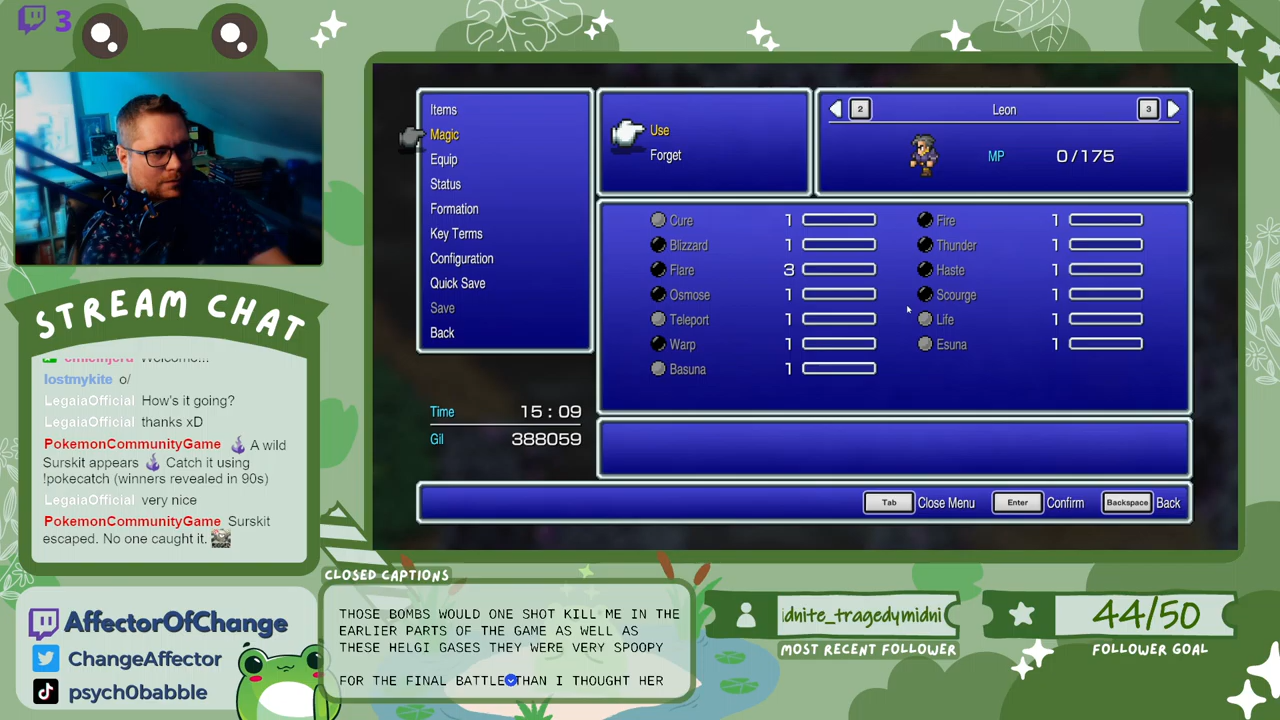 3
Items
Magic
Equip
Status
Formation
Key Terms
Configuration
Quick Save
Save
Back
Time 15:09
Gil 388059
Use
Forget
2 Leon 3
MP 0/175
Cure 1 Fire 1
Blizzard 1 Thunder 1
Flare 3 Haste 1
Osmose 1 Scourge 1
Teleport 1 Life 1
Warp 1 Esuna 1
Basuna 1
Tab Close Menu Enter Confirm Backspace Back
STREAM CHAT
lostmykite o/
LegaiaOfficial How's it going?
LegaiaOfficial thanks xD
PokemonCommunityGame A wild
Surskit appears Catch it using
!pokecatch (winners revealed in 90s)
LegaiaOfficial very nice
PokemonCommunityGame Surskit
escaped. No one caught it.
AffectorOfChange
ChangeAffector
psych0babble
CLOSED CAPTIONS
THOSE BOMBS WOULD ONE SHOT KILL ME IN THE
EARLIER PARTS OF THE GAME AS WELL AS
THESE HELGI GASES THEY WERE VERY SPOOPY
FOR THE FINAL BATTLE THAN I THOUGHT HER
idnite_tragedymidni
MOST RECENT FOLLOWER
44/50
FOLLOWER GOAL